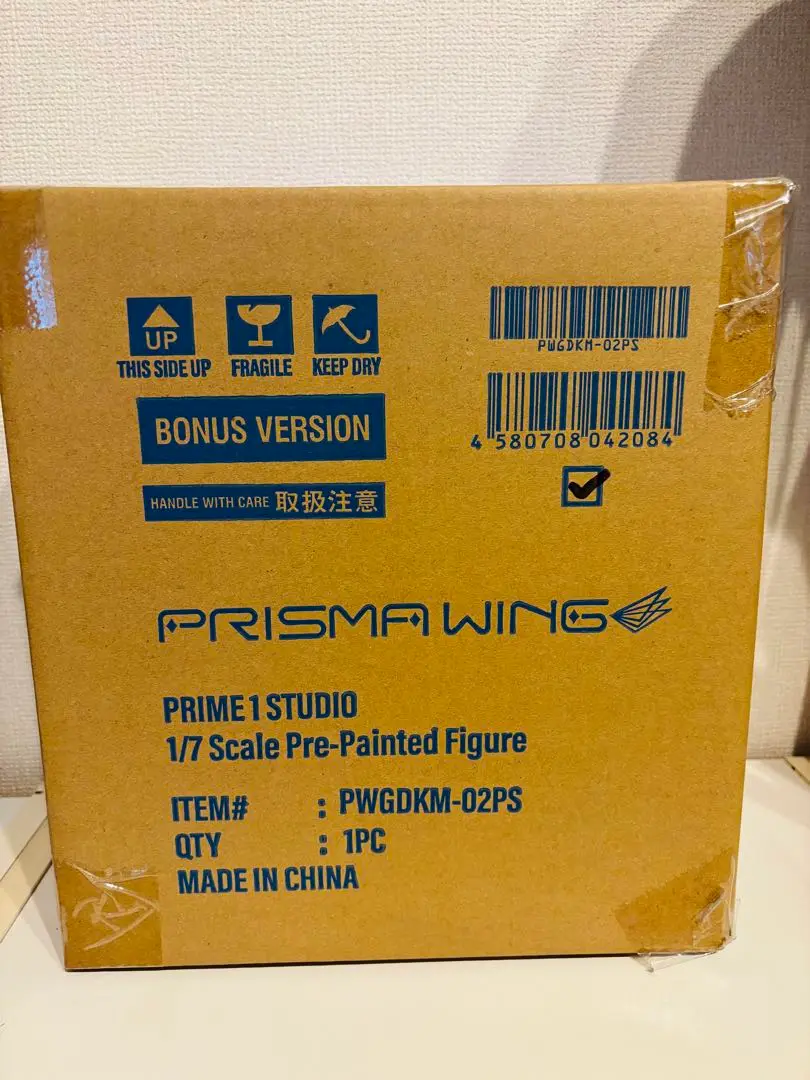 UP
THIS SIDE UP FRAGILE KEEP DRY
BONUS VERSION
HANDLE WITH CARE 取扱注意
PWGDKM-02PS
4 580708 042084
PRISMA WING
PRIME 1 STUDIO
1/7 Scale Pre-Painted Figure
ITEM# : PWGDKM-02PS
QTY : 1PC
MADE IN CHINA